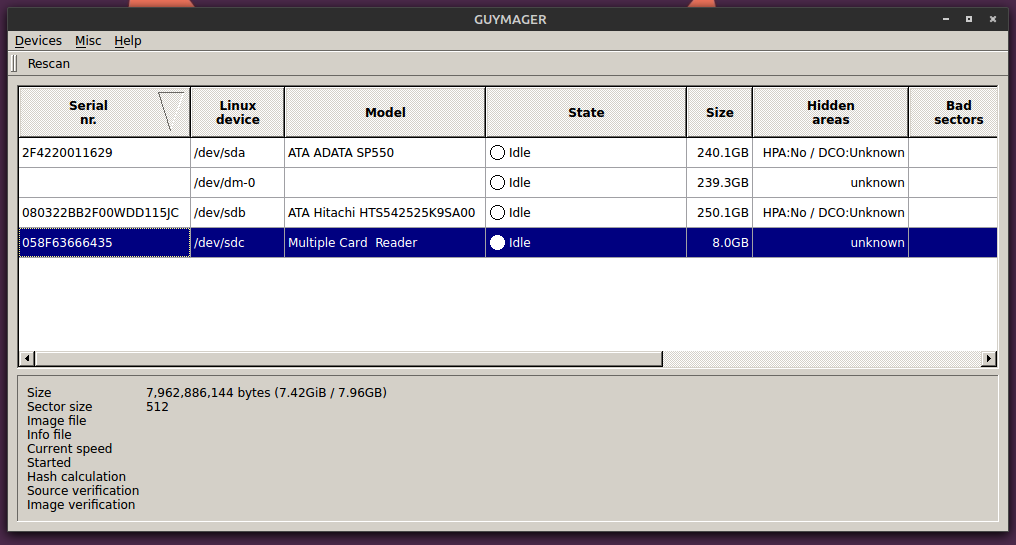 GUYMAGER
Devices Misc Help
Rescan
Serial nr. Linux device Model State Size Hidden areas Bad sectors
2F4220011629 /dev/sda ATA ADATA SP550 Idle 240.1GB HPA:No / DCO:Unknown
/dev/dm-0 Idle 239.3GB unknown
080322BB2F00WDD115JC /dev/sdb ATA Hitachi HTS542525K9SA00 Idle 250.1GB HPA:No / DCO:Unknown
058F63666435 /dev/sdc Multiple Card  Reader Idle 8.0GB unknown
Size 7,962,886,144 bytes (7.42GiB / 7.96GB)
Sector size 512
Image file
Info file
Current speed
Started
Hash calculation
Source verification
Image verification